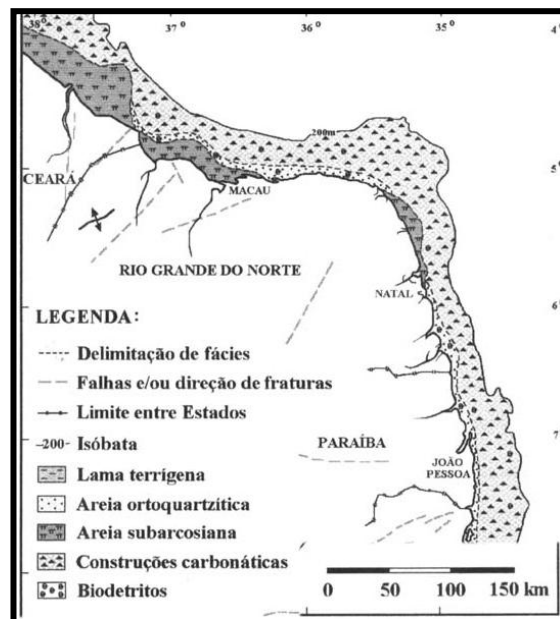 38° 37° 36° 35° 4°
200m
5
CEARÁ
MACAU
RIO GRANDE DO NORTE
NATAL
6
LEGENDA:
Delimitação de fácies
Falhas e/ou direção de fraturas
Limite entre Estados
-200- Isóbata
Lama terrígena
Areia ortoquartzítica
Areia subarcosiana
Construções carbonáticas
Biodetritos
PARAÍBA
7
JOÃO
PESSOA
0 50 100 150 km